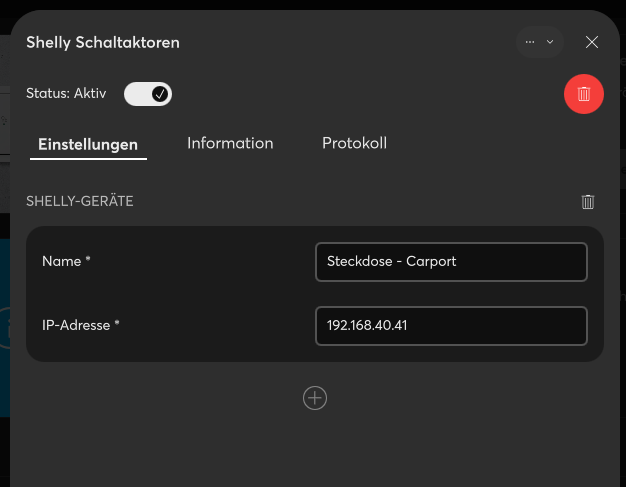 Shelly Schaltaktoren
Status: Aktiv
Einstellungen Information Protokoll
SHELLY-GERÄTE
Name * Steckdose - Carport
IP-Adresse * 192.168.40.41